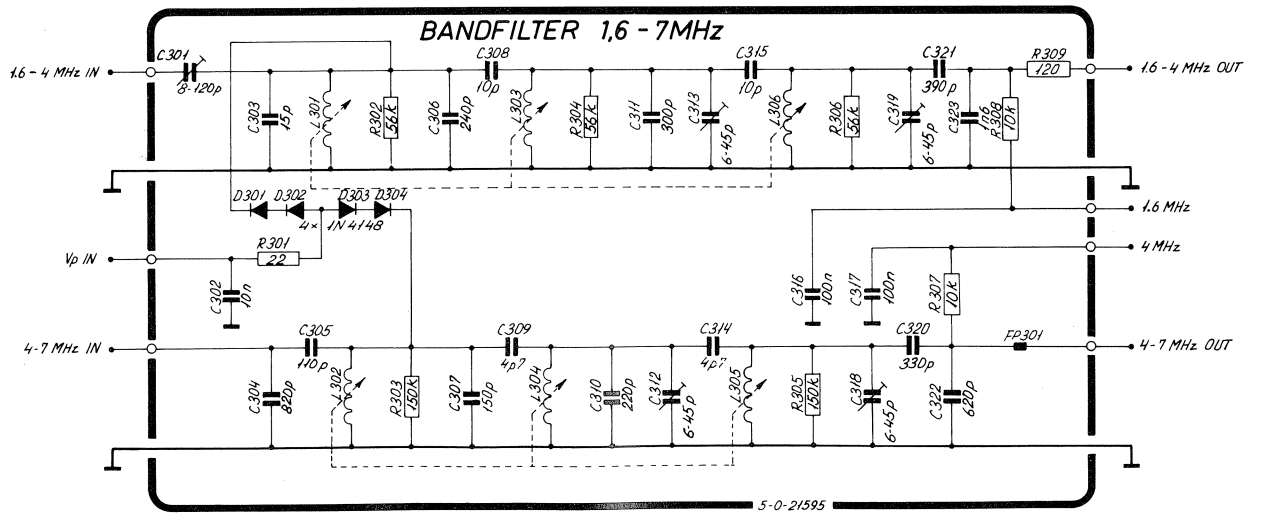 BANDFILTER 1,6 - 7MHz
1.6 - 4 MHz IN
C301
8-120p
C303
15p
L301
R302
56k
C306
240p
C308
10p
L303
R304
56k
C311
300p
C313
6-45p
C315
10p
L306
R306
56k
C319
6-45p
C321
390p
C323
1n6
R308
10k
R309
120
1.6 - 4 MHz OUT
D301
D302
D303
D304
4x 1N4148
1.6 MHz
4 MHz
Vp IN
R301
22
C302
10n
C316
100n
C317
100n
R307
10k
4-7 MHz IN
C304
820p
C305
110p
L302
R303
150k
C307
150p
C309
4p7
L304
C310
220p
C312
6-45p
C314
4p7
L305
R305
150k
C318
6-45p
C320
330p
C322
620p
FP301
4-7 MHz OUT
5-0-21595